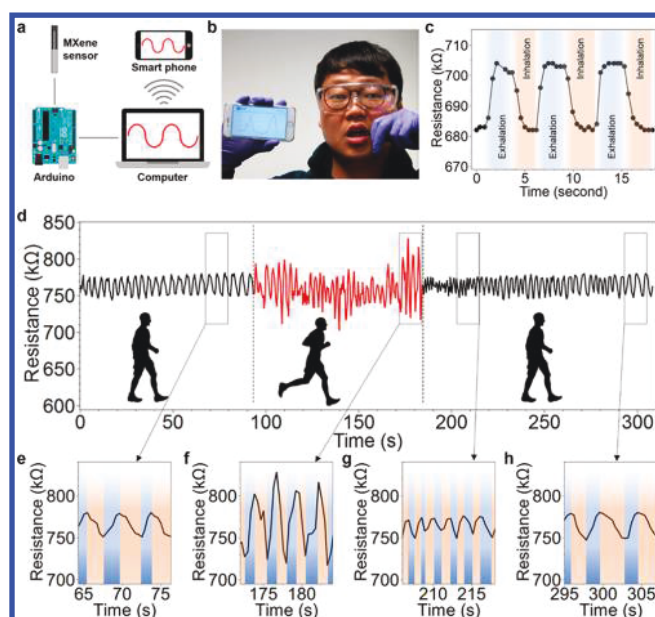 a
MXene
sensor
Smart phone
Arduino
Computer
b
c
Resistance (kΩ)
710
700
690
680
670
Exhalation
Inhalation
Exhalation
Inhalation
Exhalation
Inhalation
0
5
10
15
Time (second)
d
Resistance (kΩ)
850
800
750
700
650
600
0
50
100
150
200
250
300
Time (s)
e
Resistance (kΩ)
800
750
700
65
70
75
Time (s)
f
Resistance (kΩ)
800
700
175
180
Time (s)
g
Resistance (kΩ)
800
750
700
210
215
Time (s)
h
Resistance (kΩ)
800
750
700
295
300
305
Time (s)